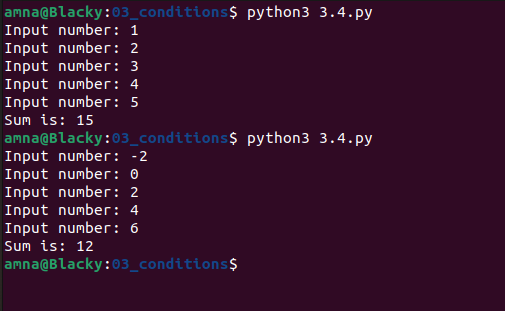 amna@Blacky:03_conditions$ python3 3.4.py
Input number: 1
Input number: 2
Input number: 3
Input number: 4
Input number: 5
Sum is: 15
amna@Blacky:03_conditions$ python3 3.4.py
Input number: -2
Input number: 0
Input number: 2
Input number: 4
Input number: 6
Sum is: 12
amna@Blacky:03_conditions$